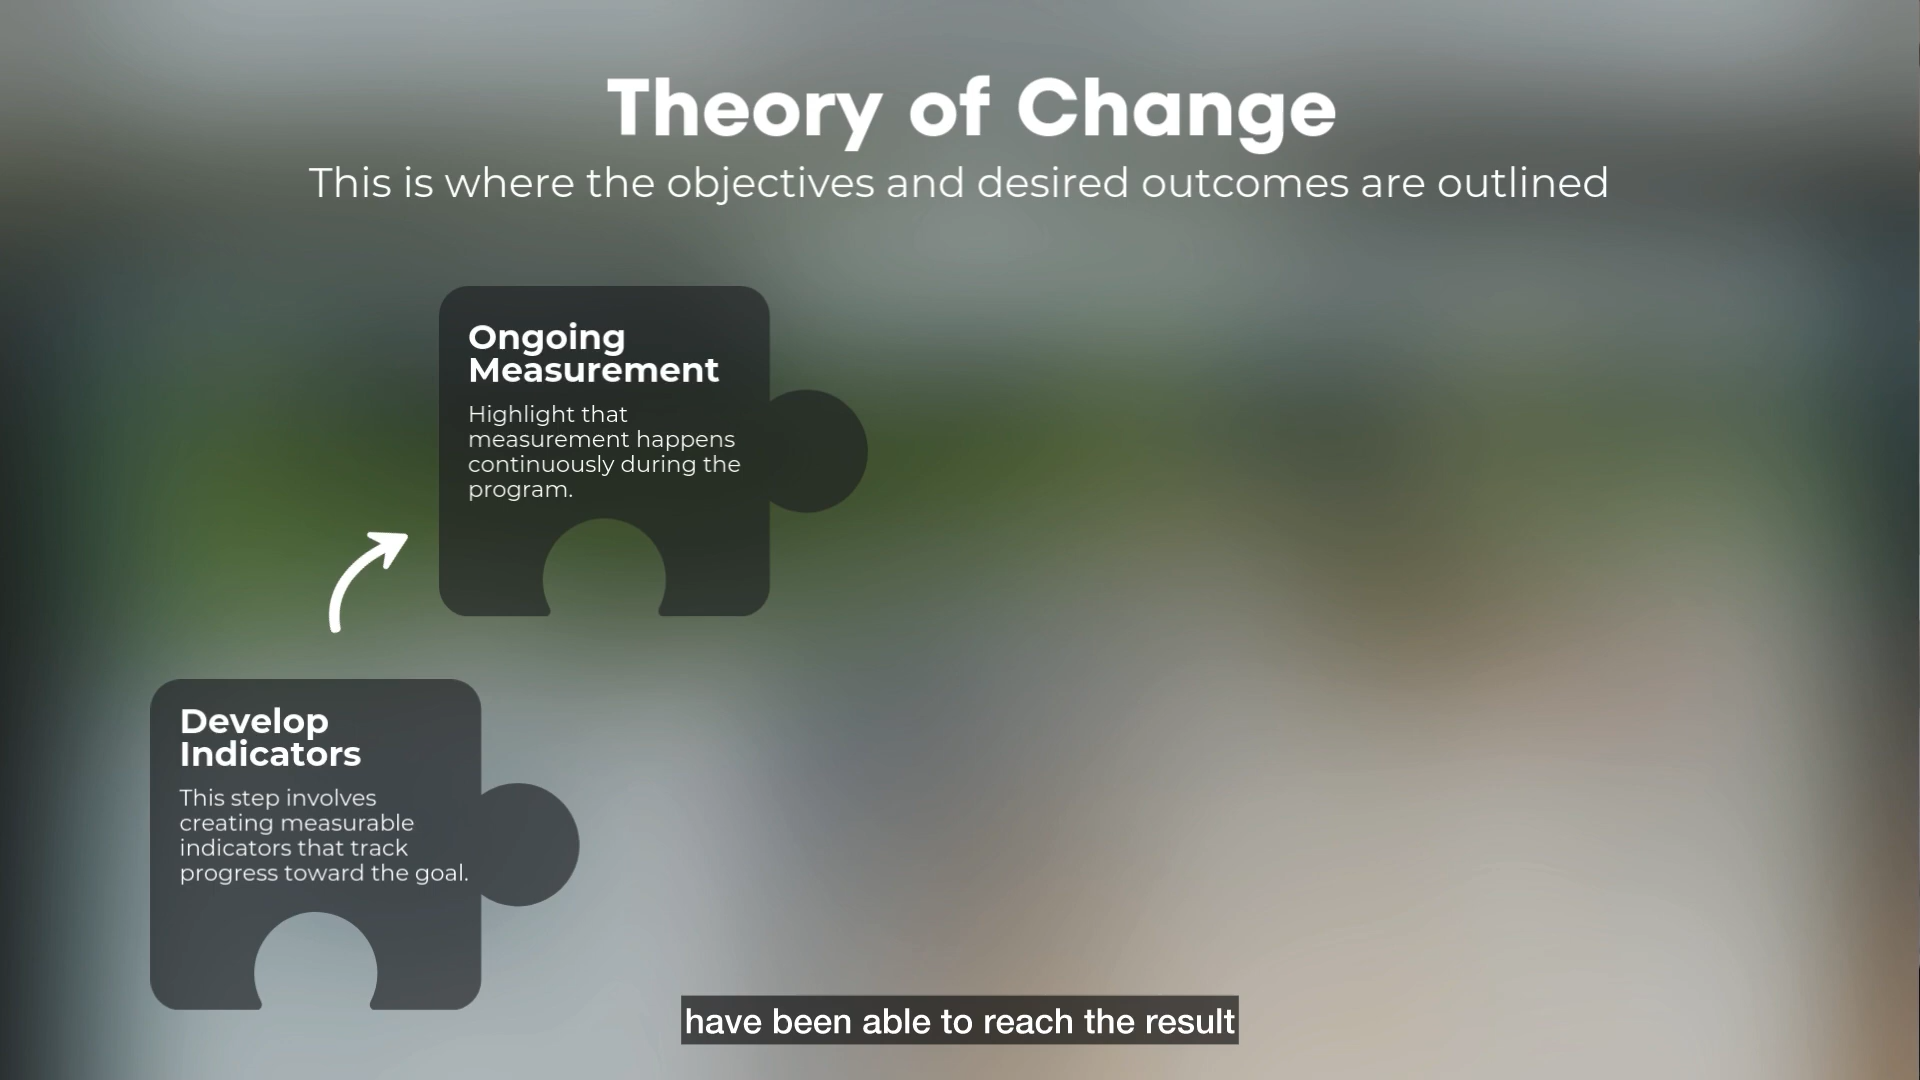 Theory of Change
This is where the objectives and desired outcomes are outlined
Ongoing
Measurement
Highlight that
measurement happens
continuously during the
program.
Develop
Indicators
This step involves
creating measurable
indicators that track
progress toward the goal.
have been able to reach the result